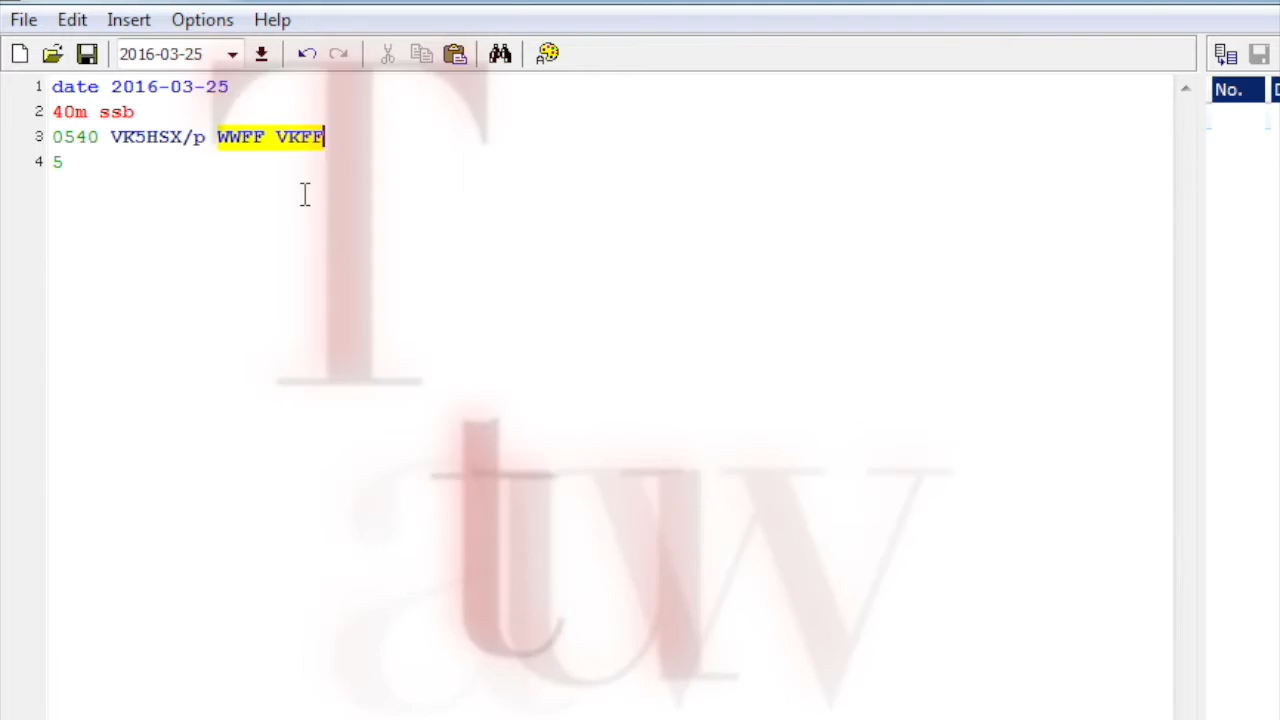 File Edit Insert Options Help
2016-03-25
No.
1 date 2016-03-25
2 40m ssb
3 0540 VK5HSX/p WWFF VKFF
4 5
T
a t u w